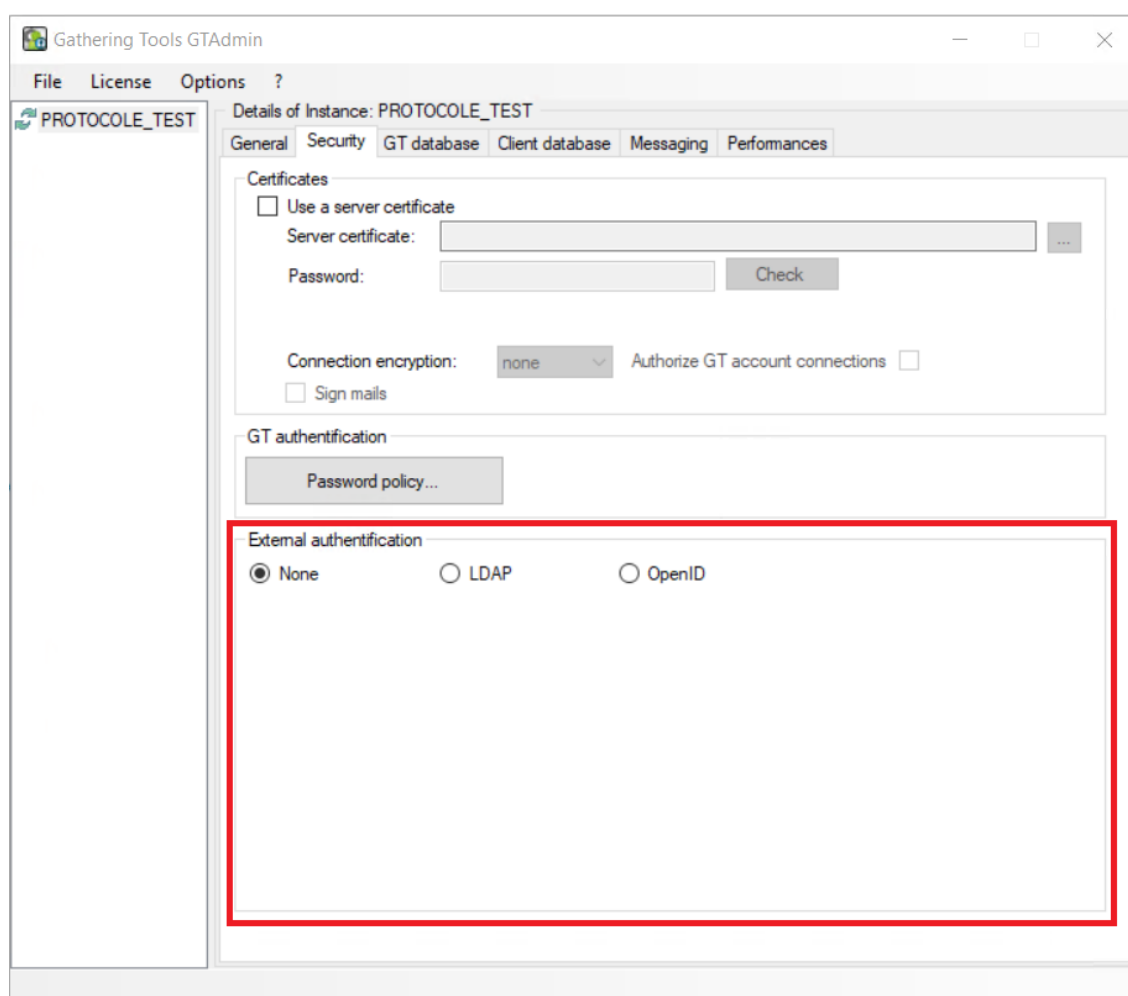 Gathering Tools GTAdmin
File License Options ?
PROTOCOLE_TEST
Details of Instance: PROTOCOLE_TEST
General Security GT database Client database Messaging Performances
Certificates
Use a server certificate
Server certificate: ...
Password: Check
Connection encryption: none Authorize GT account connections
Sign mails
GT authentification
Password policy...
External authentification
None LDAP OpenID